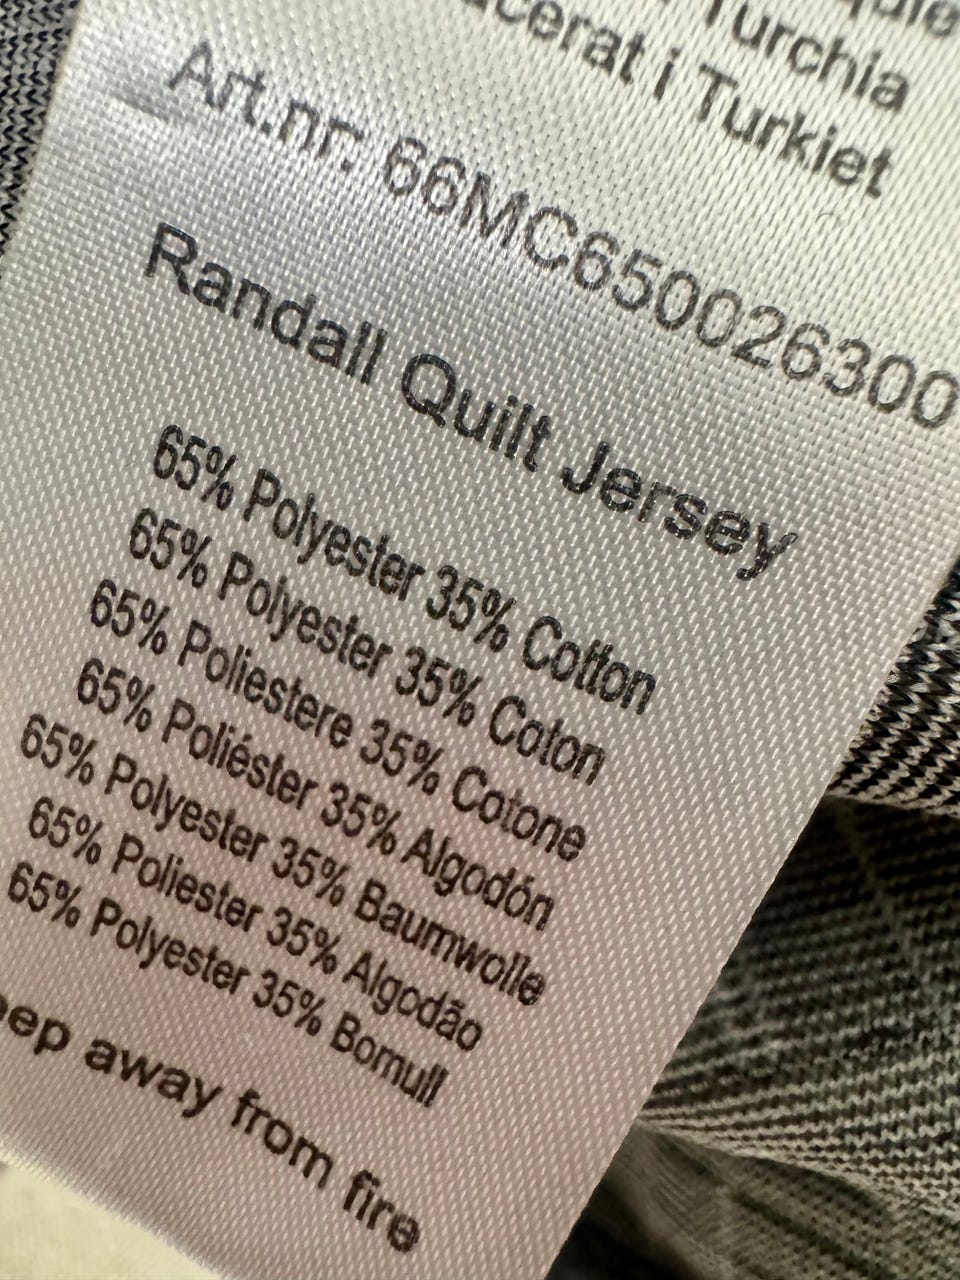 Turchia
i Turkiet
Art.nr: 66MC650026300
Randall Quilt Jersey
65% Polyester 35% Cotton
65% Polyester 35% Coton
65% Poliestere 35% Cotone
65% Poliéster 35% Algodón
65% Polyester 35% Baumwolle
65% Poliester 35% Algodão
65% Polyester 35% Bomull
away from fire